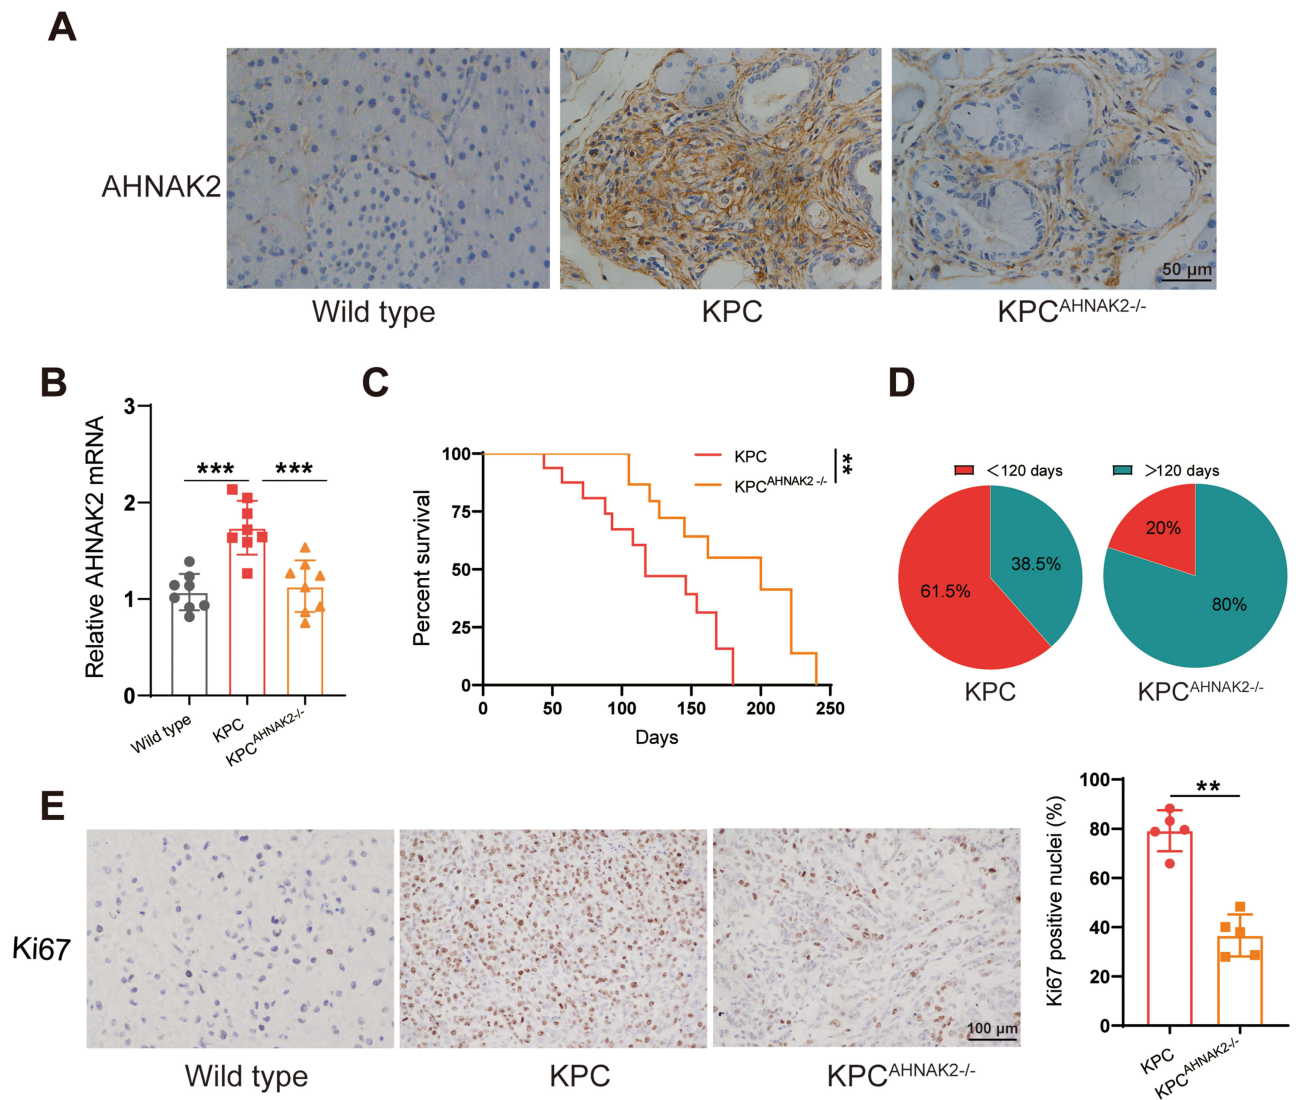 A
AHNAK2
50 μm
Wild type
KPC
KPCAHNAK2-/-
B
3
2
1
0
Relative AHNAK2 mRNA
***
***
Wild type
KPC
KPCAHNAK2-/-
C
100
75
50
25
0
Percent survival
KPC
KPCAHNAK2 -/-
**
0
50
100
150
200
250
Days
D
<120 days
>120 days
61.5%
38.5%
20%
80%
KPC
KPCAHNAK2-/-
E
Ki67
100 μm
Wild type
KPC
KPCAHNAK2-/-
100
80
60
40
20
0
Ki67 positive nuclei (%)
**
KPC
KPCAHNAK2-/-